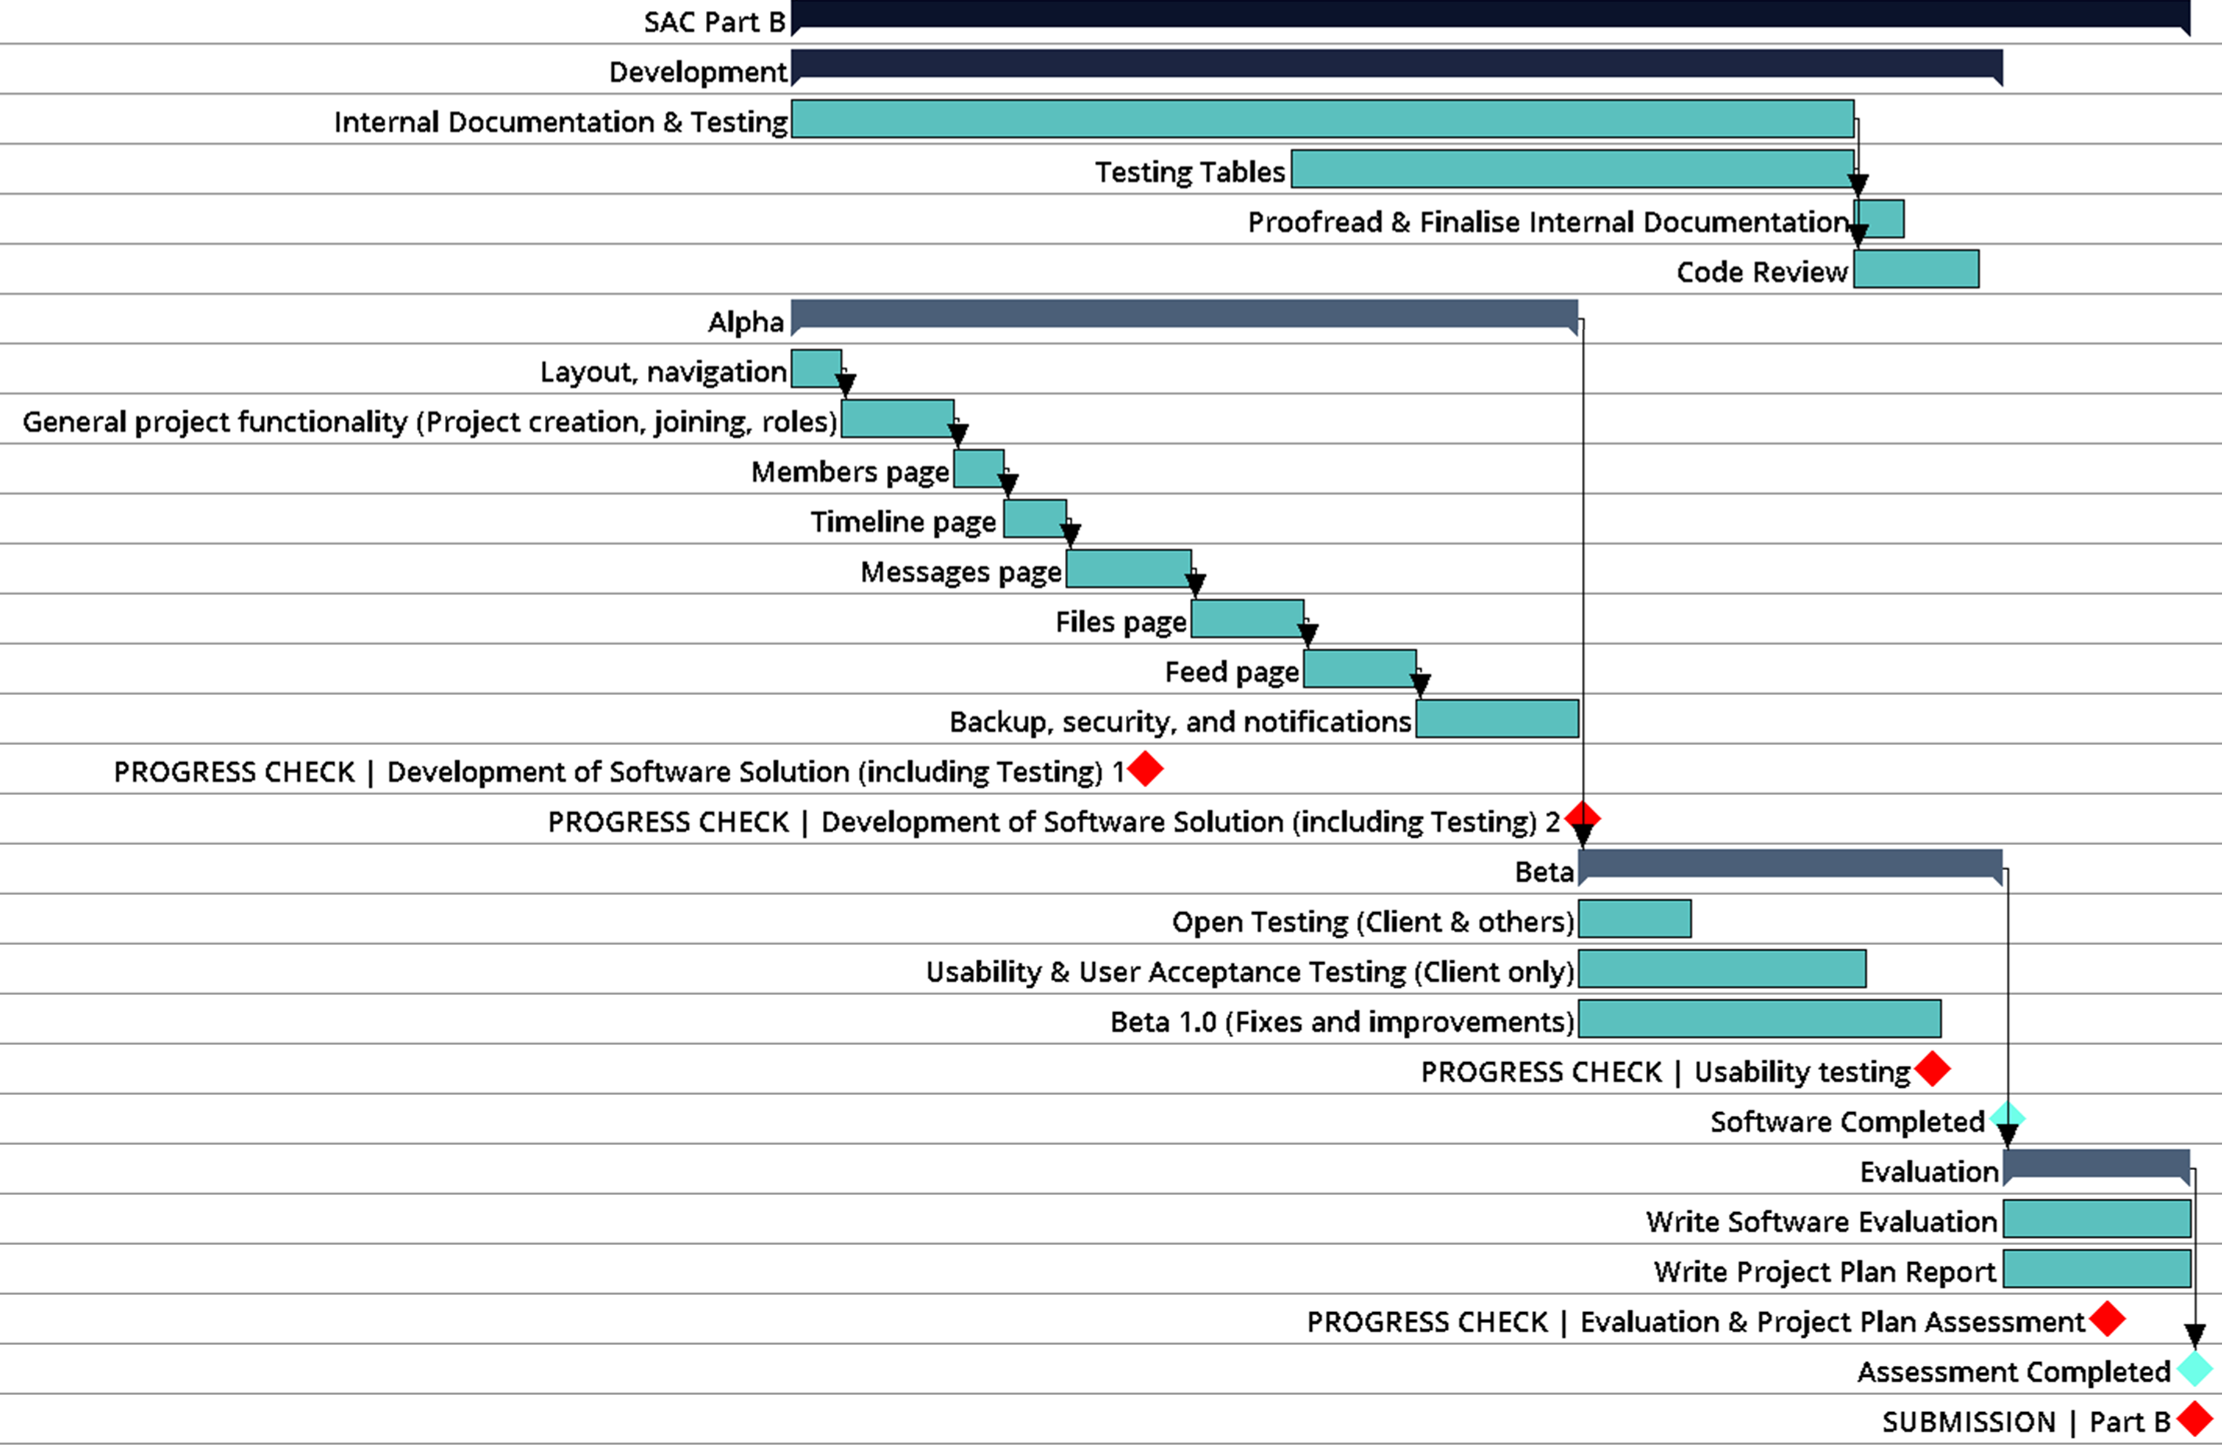 SAC Part B
Development
Internal Documentation & Testing
Testing Tables
Proofread & Finalise Internal Documentation
Code Review
Alpha
Layout, navigation
General project functionality (Project creation, joining, roles)
Members page
Timeline page
Messages page
Files page
Feed page
Backup, security, and notifications
PROGRESS CHECK | Development of Software Solution (including Testing) 1
PROGRESS CHECK | Development of Software Solution (including Testing) 2
Beta
Open Testing (Client & others)
Usability & User Acceptance Testing (Client only)
Beta 1.0 (Fixes and improvements)
PROGRESS CHECK | Usability testing
Software Completed
Evaluation
Write Software Evaluation
Write Project Plan Report
PROGRESS CHECK | Evaluation & Project Plan Assessment
Assessment Completed
SUBMISSION | Part B